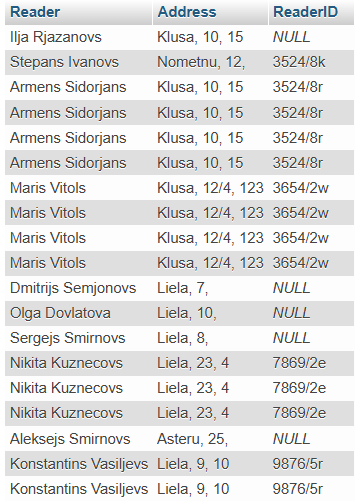 Reader Address ReaderID
Ilja Rjazanovs Klusa, 10, 15 NULL
Stepans Ivanovs Nometnu, 12, 3524/8k
Armens Sidorjans Klusa, 10, 15 3524/8r
Armens Sidorjans Klusa, 10, 15 3524/8r
Armens Sidorjans Klusa, 10, 15 3524/8r
Armens Sidorjans Klusa, 10, 15 3524/8r
Maris Vitols Klusa, 12/4, 123 3654/2w
Maris Vitols Klusa, 12/4, 123 3654/2w
Maris Vitols Klusa, 12/4, 123 3654/2w
Maris Vitols Klusa, 12/4, 123 3654/2w
Dmitrijs Semjonovs Liela, 7, NULL
Olga Dovlatova Liela, 10, NULL
Sergejs Smirnovs Liela, 8, NULL
Nikita Kuznecovs Liela, 23, 4 7869/2e
Nikita Kuznecovs Liela, 23, 4 7869/2e
Nikita Kuznecovs Liela, 23, 4 7869/2e
Aleksejs Smirnovs Asteru, 25, NULL
Konstantins Vasiljevs Liela, 9, 10 9876/5r
Konstantins Vasiljevs Liela, 9, 10 9876/5r